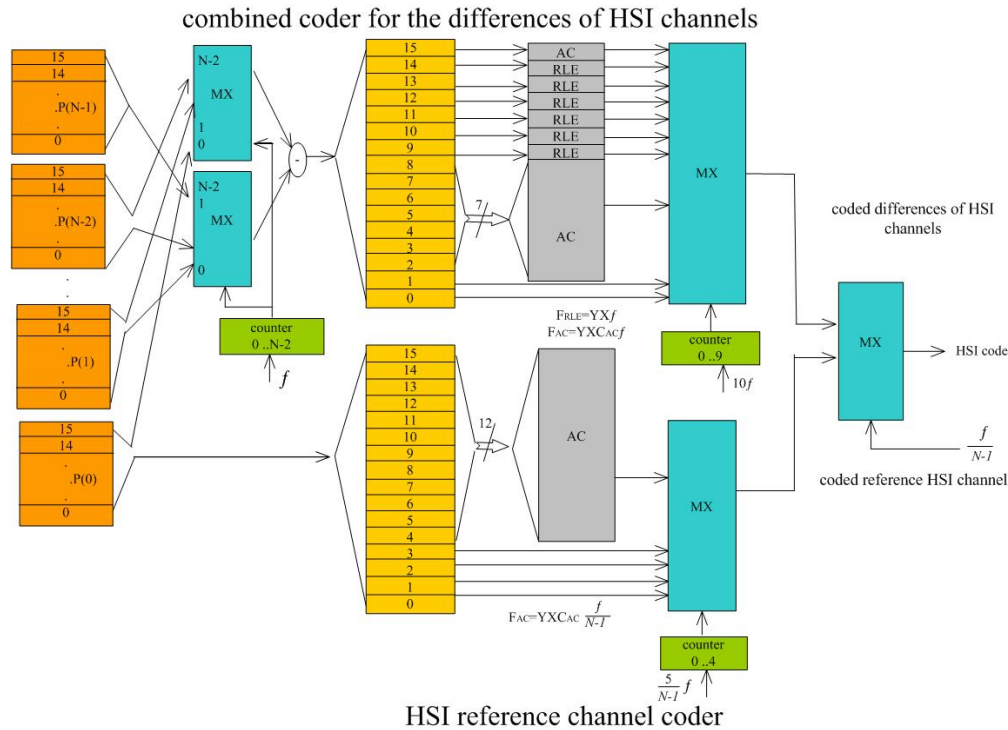 combined coder for the differences of HSI channels
15
14
.
.P(N-1)
.
0
15
14
.
.P(N-2)
.
0
.
.
15
14
.
.P(1)
.
0
15
14
.
.P(0)
.
0
N-2
MX
1
0
N-2
1
MX
0
counter
0 ..N-2
f
-
15
14
13
12
11
10
9
8
7
6
5
4
3
2
1
0
7
AC
RLE
RLE
RLE
RLE
RLE
RLE
AC
FRLE=YXf
FAC=YXCACf
MX
counter
0 ..9
10f
15
14
13
12
11
10
9
8
7
6
5
4
3
2
1
0
12
AC
FAC=YXCAC f/N-1
MX
counter
0 ..4
5/N-1 f
coded differences of HSI
channels
MX
HSI code
f/N-1
coded reference HSI channel
HSI reference channel coder